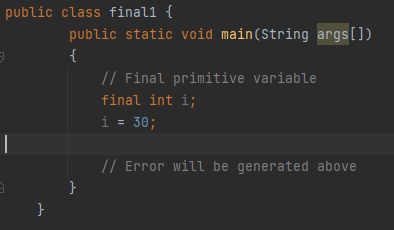 public class final1 {
public static void main(String args[])
{
// Final primitive variable
final int i;
i = 30;
// Error will be generated above
}
}